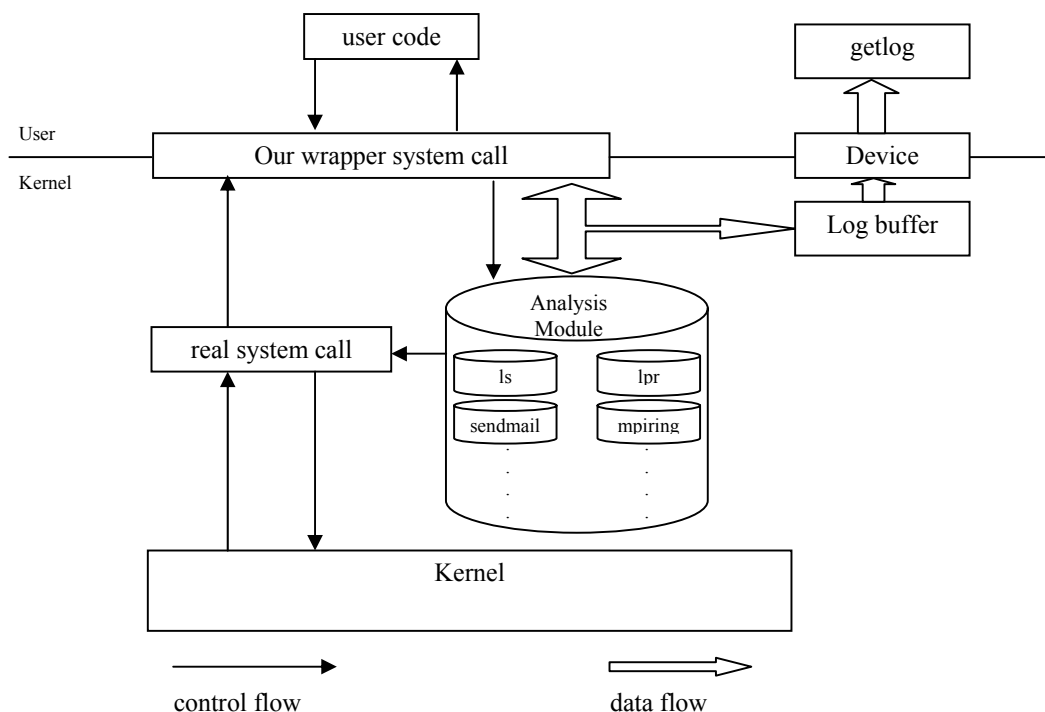 user code
getlog
User
Our wrapper system call
Device
Kernel
Log buffer
Analysis
Module
real system call
ls
lpr
sendmail
mpiring
Kernel
control flow
data flow